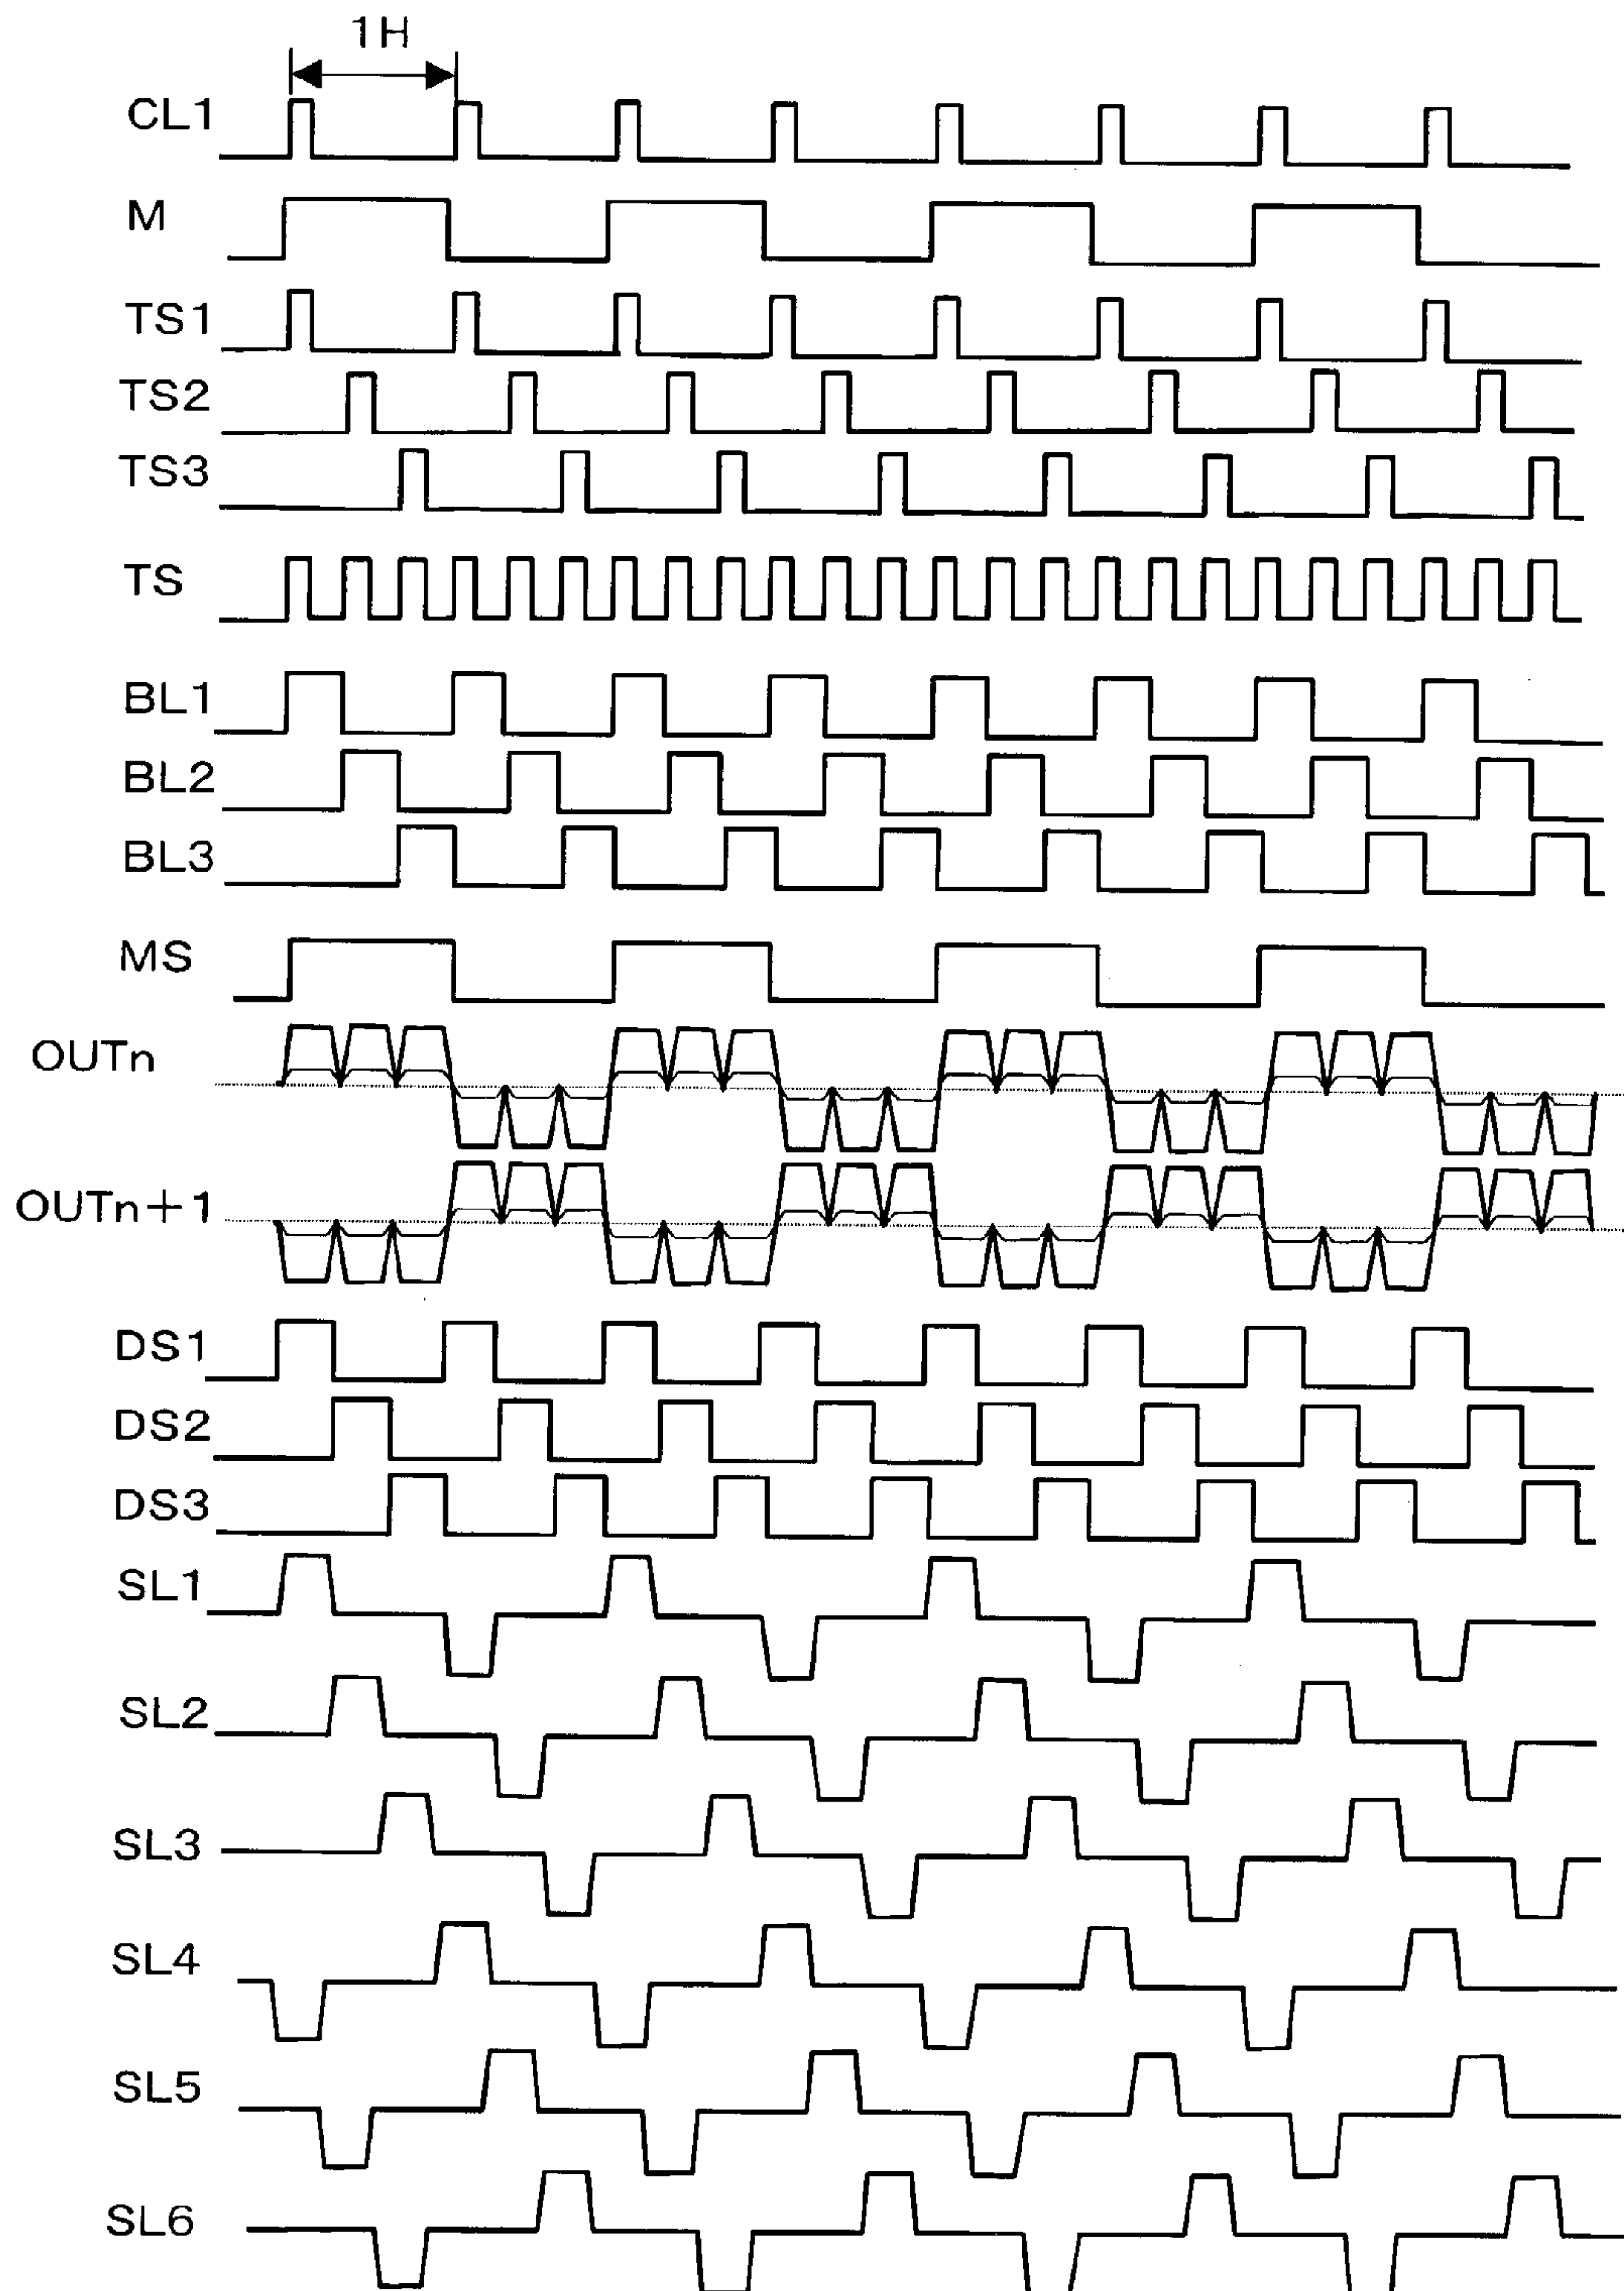 1H
CL1
M
TS1
TS2
TS3
TS
BL1
BL2
BL3
MS
OUTn
OUTn+1
DS1
DS2
DS3
SL1
SL2
SL3
SL4
SL5
SL6